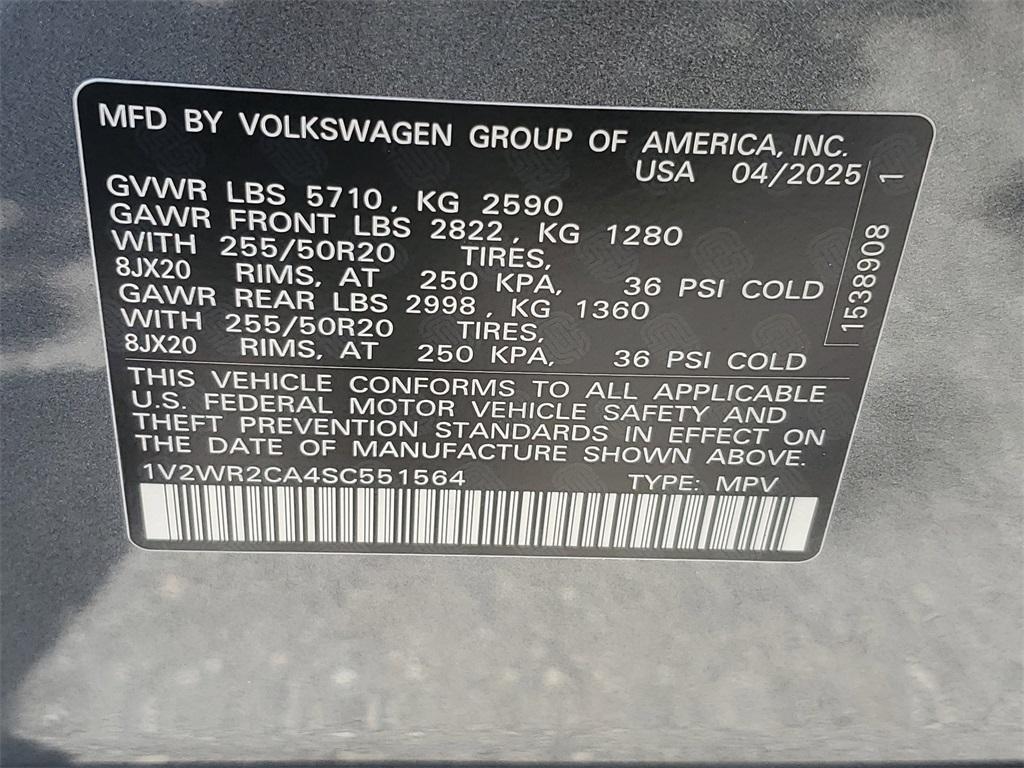 MFD BY VOLKSWAGEN GROUP OF AMERICA, INC.
USA 04/2025
GVWR LBS 5710, KG 2590
GAWR FRONT LBS 2822, KG 1280
WITH 255/50R20 TIRES,
8JX20 RIMS, AT 250 KPA, 36 PSI COLD
GAWR REAR LBS 2998, KG 1360
WITH 255/50R20 TIRES,
8JX20 RIMS, AT 250 KPA, 36 PSI COLD
1538908 1
THIS VEHICLE CONFORMS TO ALL APPLICABLE
U.S. FEDERAL MOTOR VEHICLE SAFETY AND
THEFT PREVENTION STANDARDS IN EFFECT ON
THE DATE OF MANUFACTURE SHOWN ABOVE.
1V2WR2CA4SC551564 TYPE: MPV